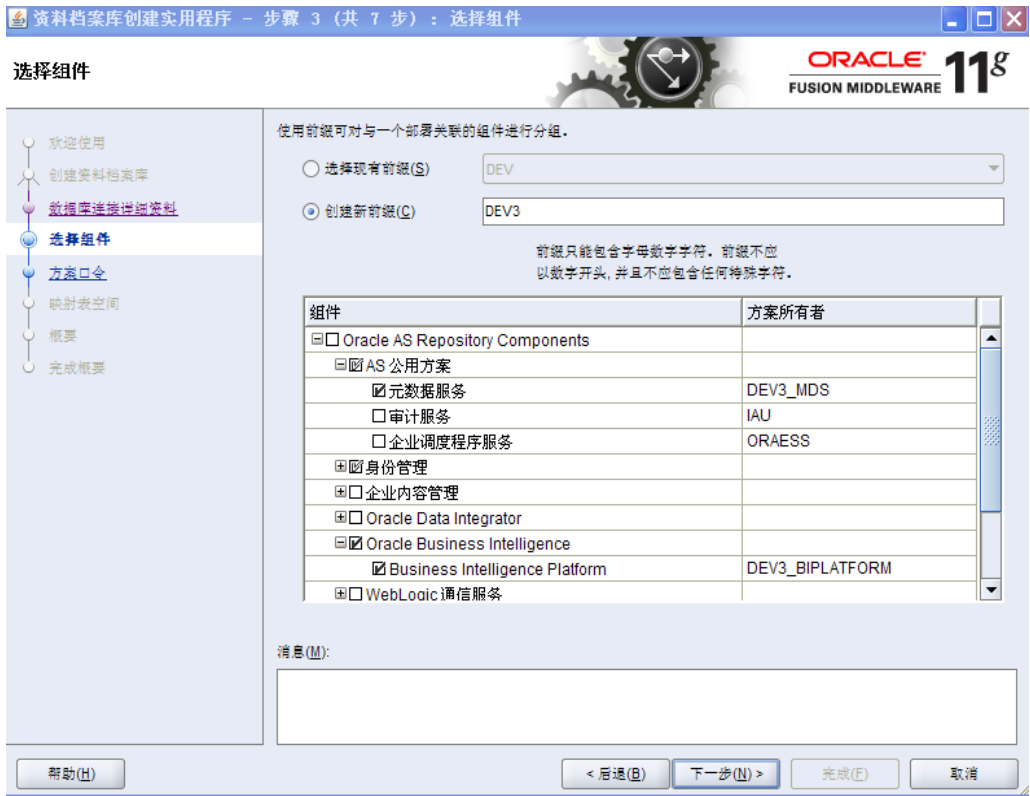 资料档案库创建实用程序 - 步骤 3 (共 7 步) : 选择组件
选择组件
ORACLE
FUSION MIDDLEWARE
11g
欢迎使用
创建资料档案库
数据库连接详细资料
选择组件
方案口令
映射表空间
概要
完成概要
使用前缀可对与一个部署关联的组件进行分组.
选择现有前缀(S) DEV
创建新前缀(C) DEV3
前缀只能包含字母数字字符. 前缀不应
以数字开头, 并且不应包含任何特殊字符.
组件 方案所有者
Oracle AS Repository Components
AS 公用方案
元数据服务 DEV3_MDS
审计服务 IAU
企业调度程序服务 ORAESS
身份管理
企业内容管理
Oracle Data Integrator
Oracle Business Intelligence
Business Intelligence Platform DEV3_BIPLATFORM
WebLogic 通信服务
消息(M):
帮助(H) < 后退(B) 下一步(N) > 完成(F) 取消